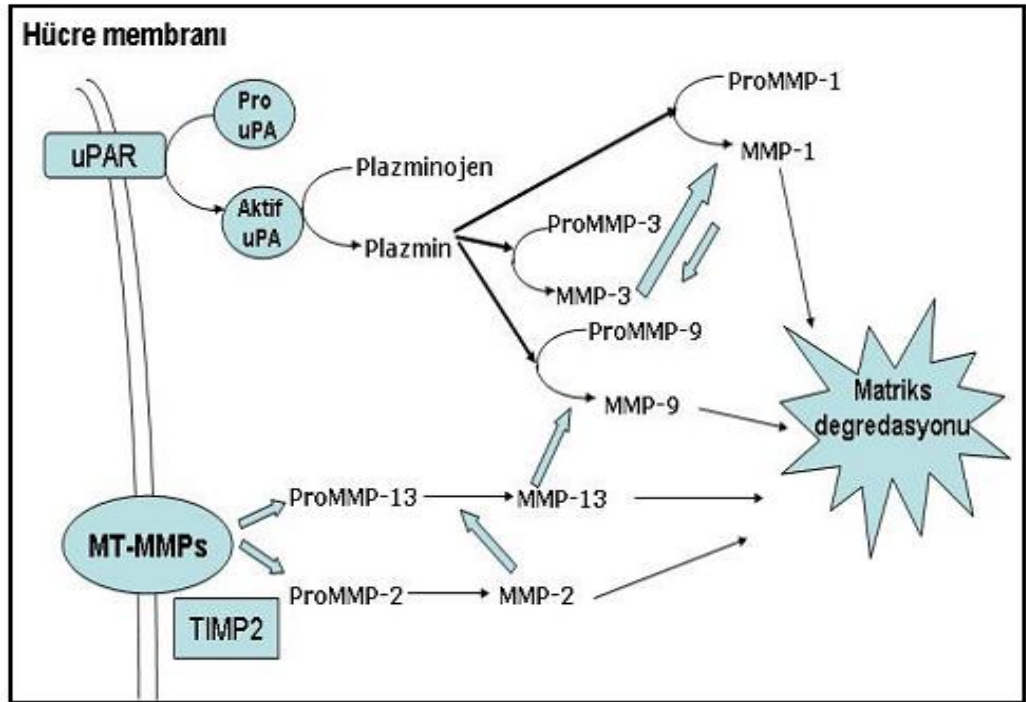 Hücre membranı
Pro
uPA
uPAR
Aktif
uPA
Plazminojen
Plazmin
ProMMP-1
MMP-1
ProMMP-3
MMP-3
ProMMP-9
MMP-9
Matriks
degredasyonu
ProMMP-13
MMP-13
MT-MMPs
ProMMP-2
MMP-2
TIMP2